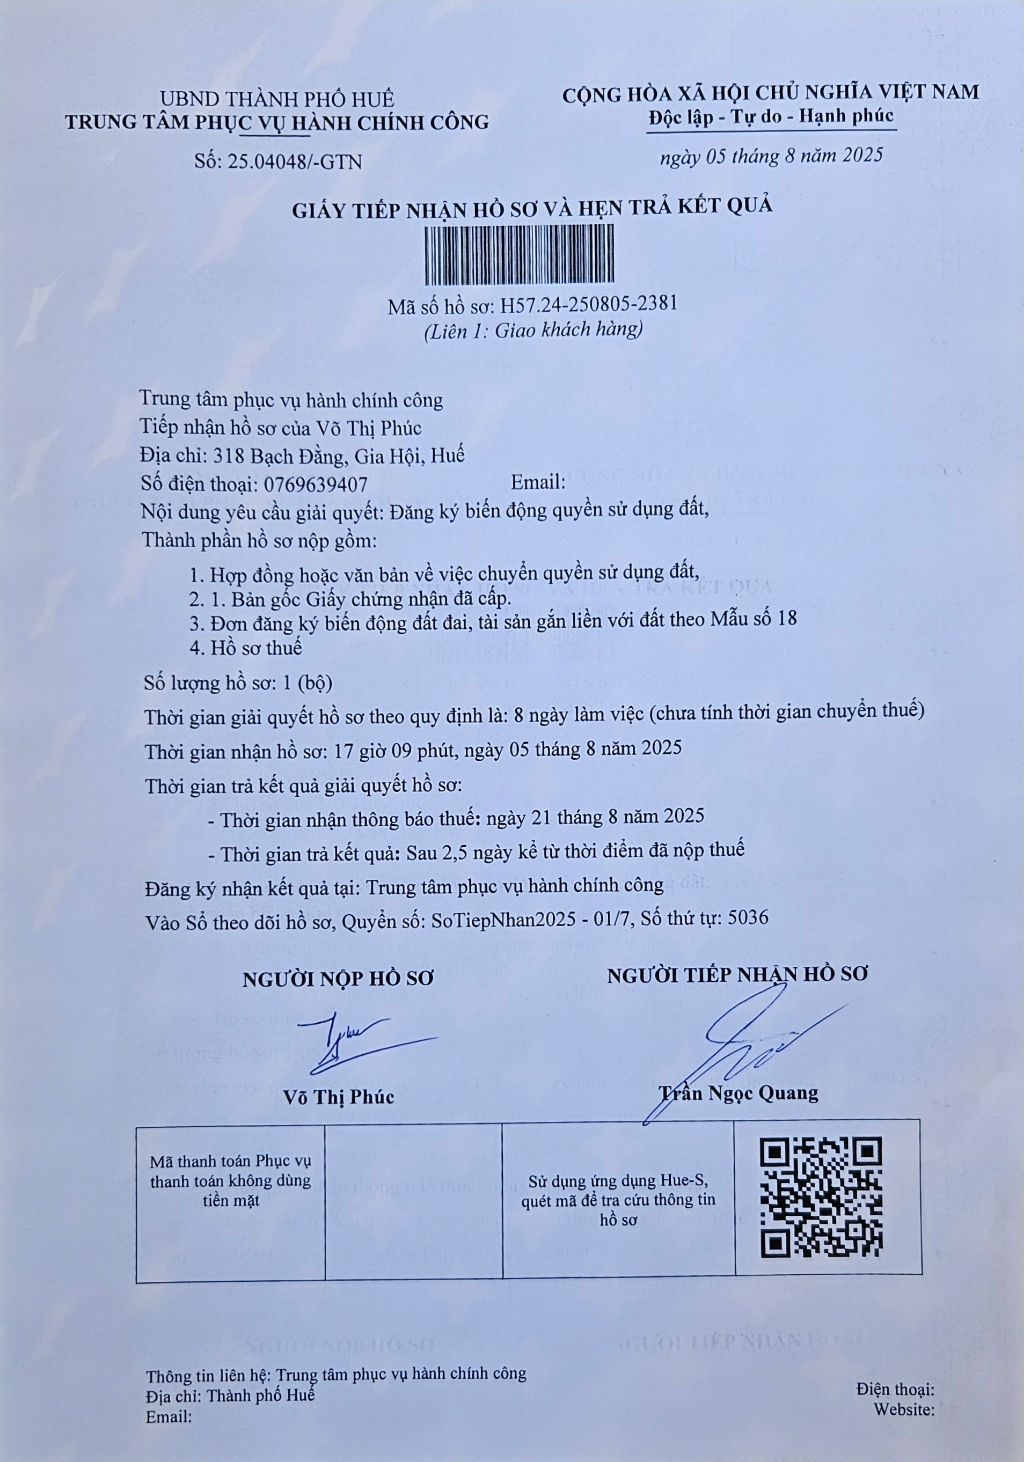 UBND THÀNH PHỐ HUẾ
TRUNG TÂM PHỤC VỤ HÀNH CHÍNH CÔNG
Số: 25.04048/-GTN
CỘNG HÒA XÃ HỘI CHỦ NGHĨA VIỆT NAM
Độc lập - Tự do - Hạnh phúc
ngày 05 tháng 8 năm 2025
GIẤY TIẾP NHẬN HỒ SƠ VÀ HẸN TRẢ KẾT QUẢ
Mã số hồ sơ: H57.24-250805-2381
(Liên 1: Giao khách hàng)
Trung tâm phục vụ hành chính công
Tiếp nhận hồ sơ của Võ Thị Phúc
Địa chỉ: 318 Bạch Đằng, Gia Hội, Huế
Số điện thoại: 0769639407 Email:
Nội dung yêu cầu giải quyết: Đăng ký biến động quyền sử dụng đất,
Thành phần hồ sơ nộp gồm:
1. Hợp đồng hoặc văn bản về việc chuyển quyền sử dụng đất,
2. 1. Bản gốc Giấy chứng nhận đã cấp.
3. Đơn đăng ký biến động đất đai, tài sản gắn liền với đất theo Mẫu số 18
4. Hồ sơ thuế
Số lượng hồ sơ: 1 (bộ)
Thời gian giải quyết hồ sơ theo quy định là: 8 ngày làm việc (chưa tính thời gian chuyển thuế)
Thời gian nhận hồ sơ: 17 giờ 09 phút, ngày 05 tháng 8 năm 2025
Thời gian trả kết quả giải quyết hồ sơ:
- Thời gian nhận thông báo thuế: ngày 21 tháng 8 năm 2025
- Thời gian trả kết quả: Sau 2,5 ngày kể từ thời điểm đã nộp thuế
Đăng ký nhận kết quả tại: Trung tâm phục vụ hành chính công
Vào Sổ theo dõi hồ sơ, Quyển số: SoTiepNhan2025 - 01/7, Số thứ tự: 5036
NGƯỜI NỘP HỒ SƠ
Võ Thị Phúc
NGƯỜI TIẾP NHẬN HỒ SƠ
Trần Ngọc Quang
Mã thanh toán Phục vụ
thanh toán không dùng
tiền mặt
Sử dụng ứng dụng Hue-S,
quét mã để tra cứu thông tin
hồ sơ
Thông tin liên hệ: Trung tâm phục vụ hành chính công
Địa chỉ: Thành phố Huế
Email:
Điện thoại:
Website: